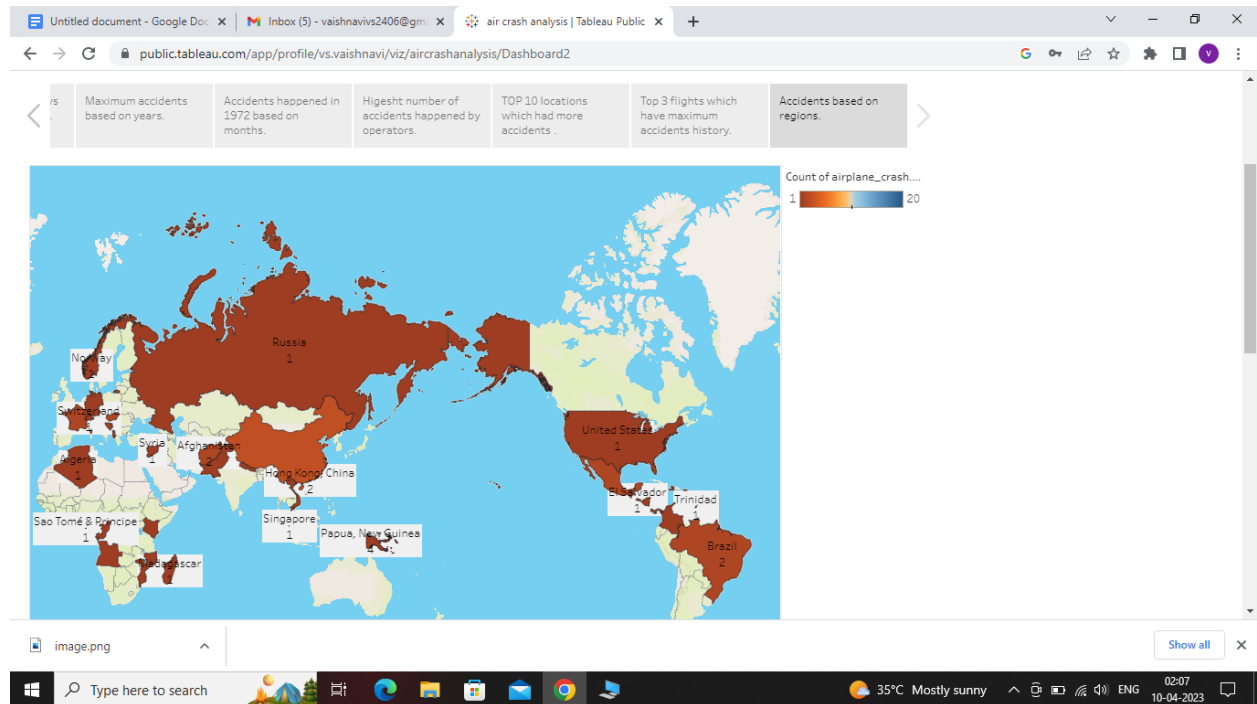 Untitled document - Google Doc
Inbox (5) - vaishnavivs2406@gm
air crash analysis | Tableau Public
public.tableau.com/app/profile/vs.vaishnavi/viz/aircrashanalysis/Dashboard2
G
v
Maximum accidents
based on years.
Accidents happened in
1972 based on
months.
Higesht number of
accidents happened by
operators.
TOP 10 locations
which had more
accidents .
Top 3 flights which
have maximum
accidents history.
Accidents based on
regions.
Count of airplane_crash....
1
20
Russia
1
Norway
1
Switzerland
1
Syria
1
Afghanistan
2
Algeria
1
Hong Kong, China
2
Sao Tomé & Principe
1
Singapore
1
Papua, New Guinea
4
Madagascar
1
United States
1
El Salvador
1
Trinidad
1
Brazil
2
image.png
Show all
Type here to search
35°C Mostly sunny
ENG
02:07
10-04-2023